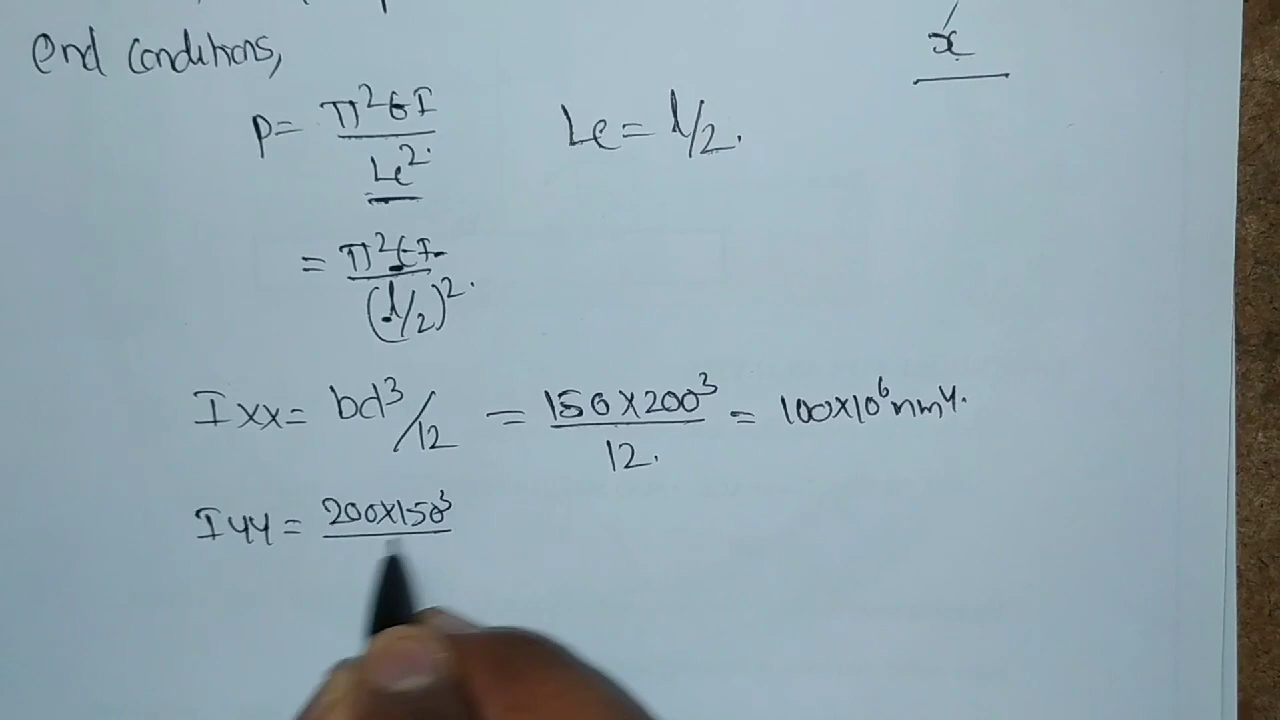 end conditions,
x
P = π²EI / Le²   Le = l/2.
= π²EI / (l/2)²
Ixx = bd³/12 = 150×200³ / 12 = 100×10⁶ mm⁴.
Iyy = 200×150³